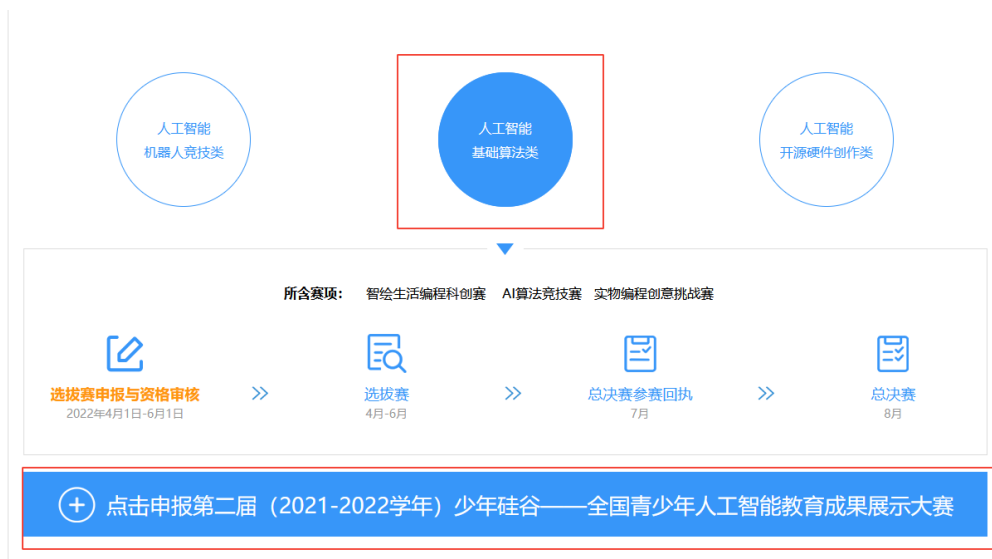 人工智能
机器人竞技类
人工智能
基础算法类
人工智能
开源硬件创作类
所含赛项： 智绘生活编程科创赛 AI算法竞技赛 实物编程创意挑战赛
选拔赛申报与资格审核
2022年4月1日-6月1日
选拔赛
4月-6月
总决赛参赛回执
7月
总决赛
8月
点击申报第二届（2021-2022学年）少年硅谷——全国青少年人工智能教育成果展示大赛